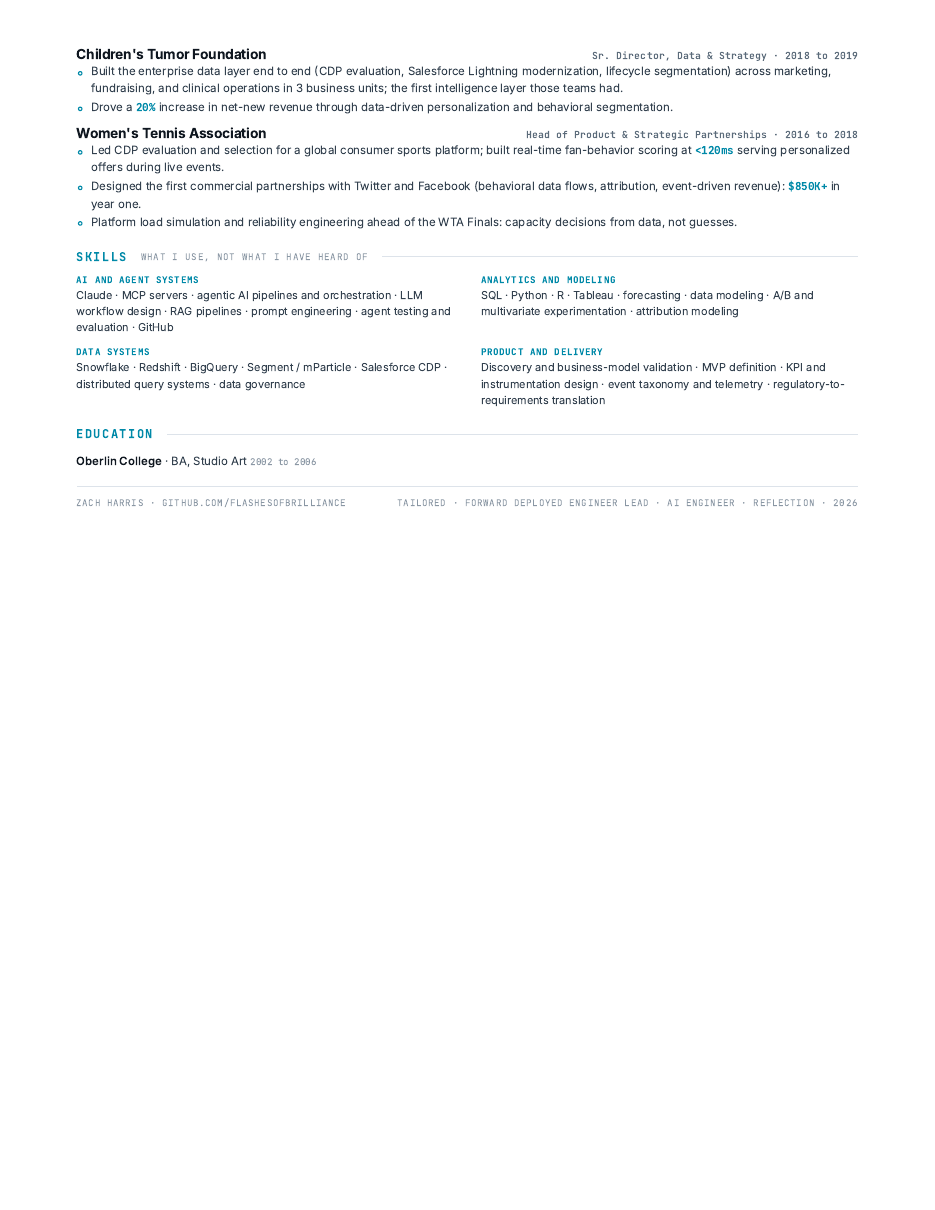 Children's Tumor Foundation Sr. Director, Data & Strategy · 2018 to 2019
Built the enterprise data layer end to end (CDP evaluation, Salesforce Lightning modernization, lifecycle segmentation) across marketing,
fundraising, and clinical operations in 3 business units; the first intelligence layer those teams had.
Drove a 20% increase in net-new revenue through data-driven personalization and behavioral segmentation.
Women's Tennis Association Head of Product & Strategic Partnerships · 2016 to 2018
Led CDP evaluation and selection for a global consumer sports platform; built real-time fan-behavior scoring at <120ms serving personalized
offers during live events.
Designed the first commercial partnerships with Twitter and Facebook (behavioral data flows, attribution, event-driven revenue): $850K+ in
year one.
Platform load simulation and reliability engineering ahead of the WTA Finals: capacity decisions from data, not guesses.
SKILLS WHAT I USE, NOT WHAT I HAVE HEARD OF
AI AND AGENT SYSTEMS
Claude · MCP servers · agentic AI pipelines and orchestration · LLM
workflow design · RAG pipelines · prompt engineering · agent testing and
evaluation · GitHub
ANALYTICS AND MODELING
SQL · Python · R · Tableau · forecasting · data modeling · A/B and
multivariate experimentation · attribution modeling
DATA SYSTEMS
Snowflake · Redshift · BigQuery · Segment / mParticle · Salesforce CDP ·
distributed query systems · data governance
PRODUCT AND DELIVERY
Discovery and business-model validation · MVP definition · KPI and
instrumentation design · event taxonomy and telemetry · regulatory-to-
requirements translation
EDUCATION
Oberlin College · BA, Studio Art 2002 to 2006
ZACH HARRIS · GITHUB.COM/FLASHESOFBRILLIANCE TAILORED · FORWARD DEPLOYED ENGINEER LEAD · AI ENGINEER · REFLECTION · 2026